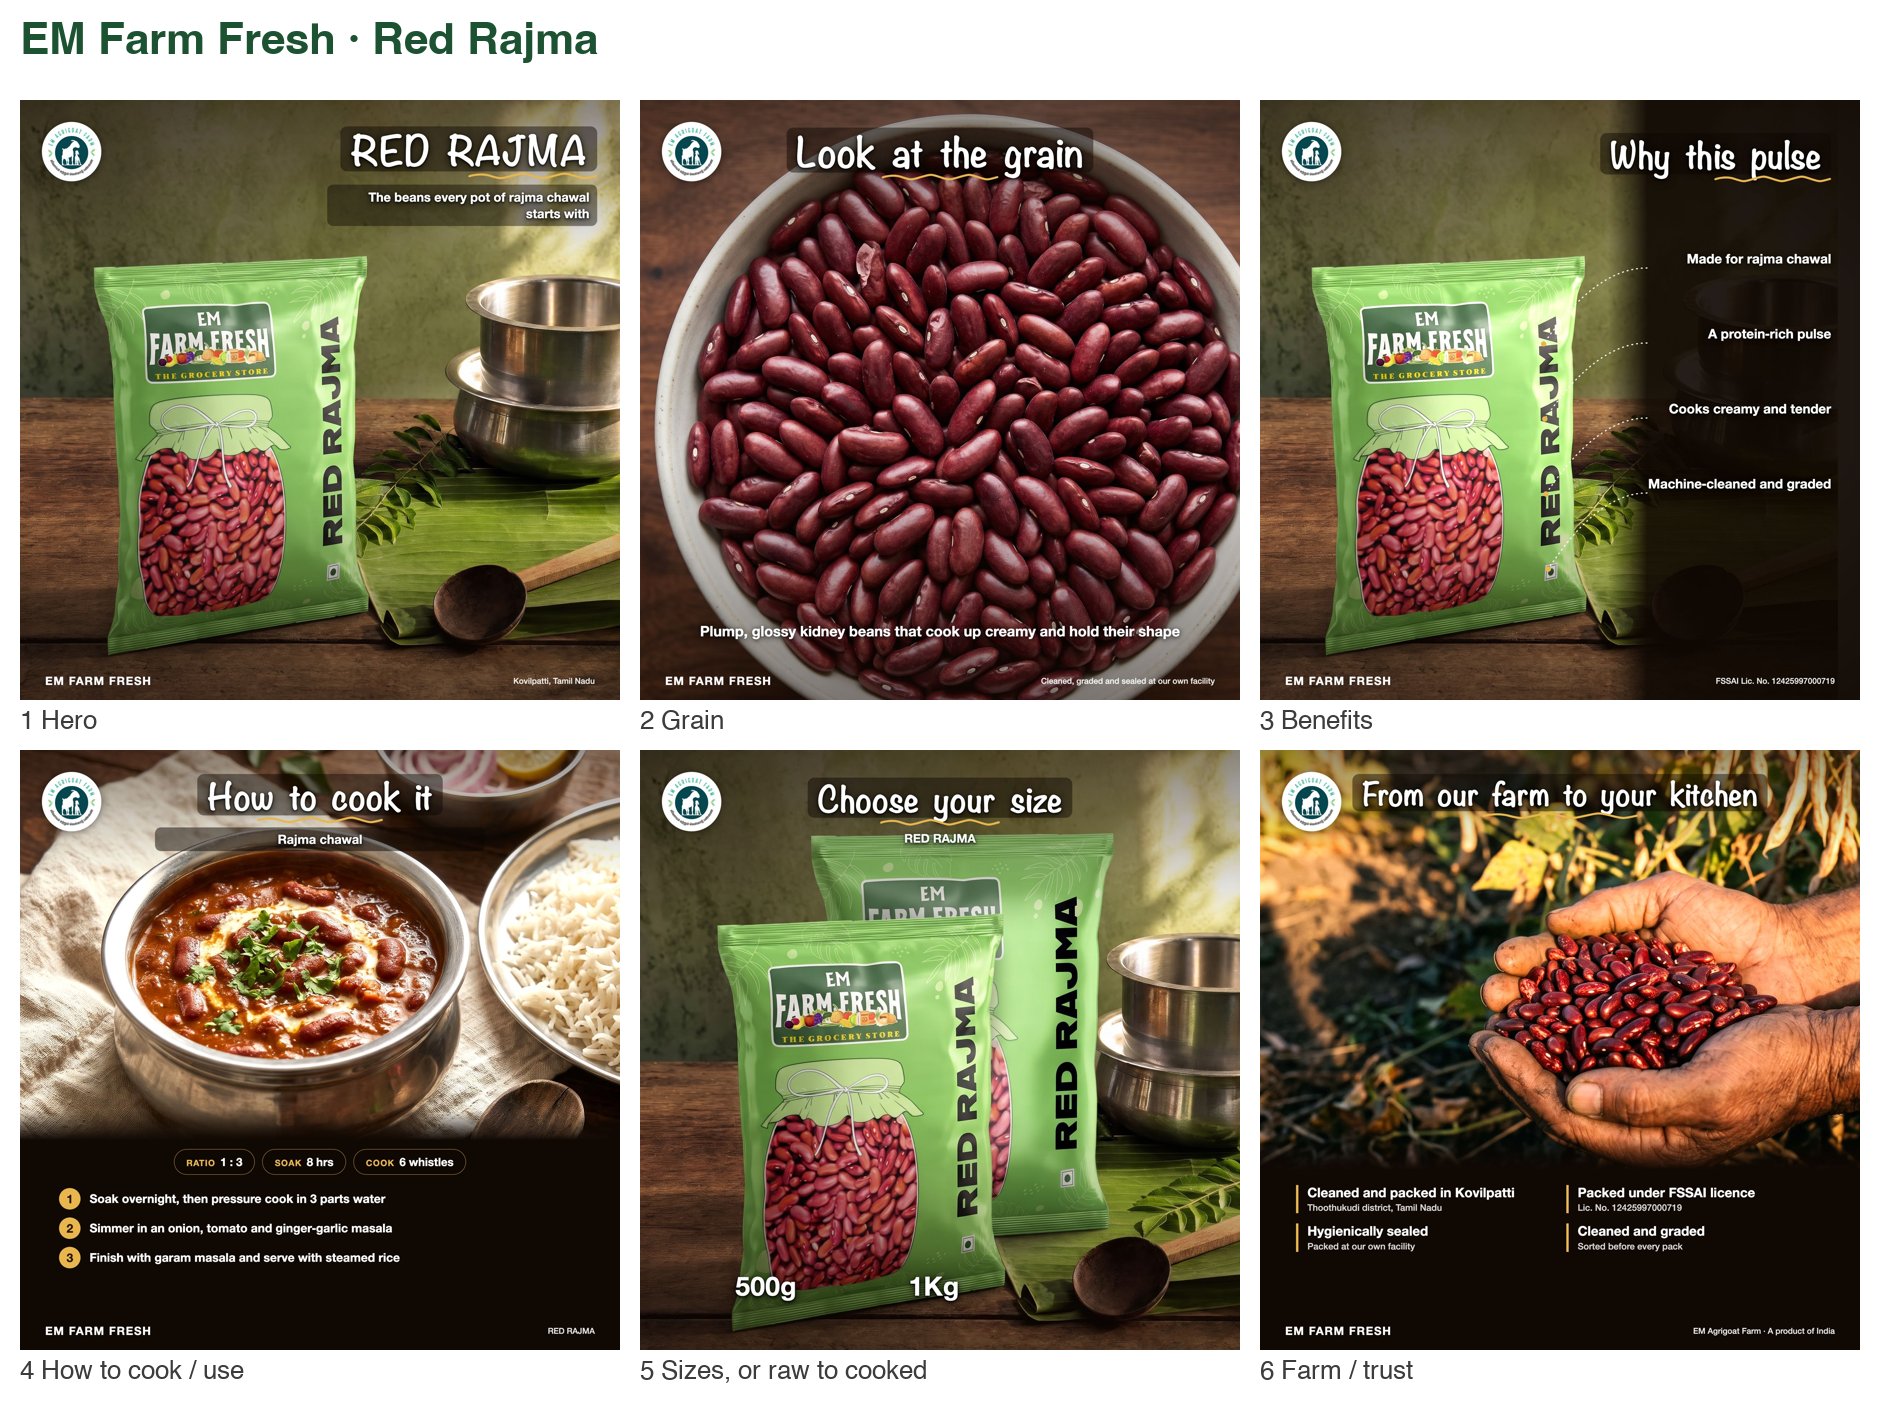 EM Farm Fresh · Red Rajma
RED RAJMA
The beans every pot of rajma chawal
starts with
EM
FARM FRESH
THE GROCERY STORE
RED RAJMA
EM FARM FRESH
Kovilpatti, Tamil Nadu
1 Hero
Look at the grain
Plump, glossy kidney beans that cook up creamy and hold their shape
EM FARM FRESH
Cleaned, graded and sealed at our own facility
2 Grain
Why this pulse
Made for rajma chawal
A protein-rich pulse
Cooks creamy and tender
Machine-cleaned and graded
EM
FARM FRESH
THE GROCERY STORE
RED RAJMA
EM FARM FRESH
FSSAI Lic. No. 12425997000719
3 Benefits
How to cook it
Rajma chawal
RATIO 1 : 3
SOAK 8 hrs
COOK 6 whistles
1 Soak overnight, then pressure cook in 3 parts water
2 Simmer in an onion, tomato and ginger-garlic masala
3 Finish with garam masala and serve with steamed rice
EM FARM FRESH
RED RAJMA
4 How to cook / use
Choose your size
RED RAJMA
EM
FARM FRESH
RED RAJMA
EM
FARM FRESH
THE GROCERY STORE
RED RAJMA
500g
1Kg
5 Sizes, or raw to cooked
From our farm to your kitchen
Cleaned and packed in Kovilpatti
Thoothukudi district, Tamil Nadu
Packed under FSSAI licence
Lic. No. 12425997000719
Hygienically sealed
Packed at our own facility
Cleaned and graded
Sorted before every pack
EM FARM FRESH
EM Agrigoat Farm · A product of India
6 Farm / trust